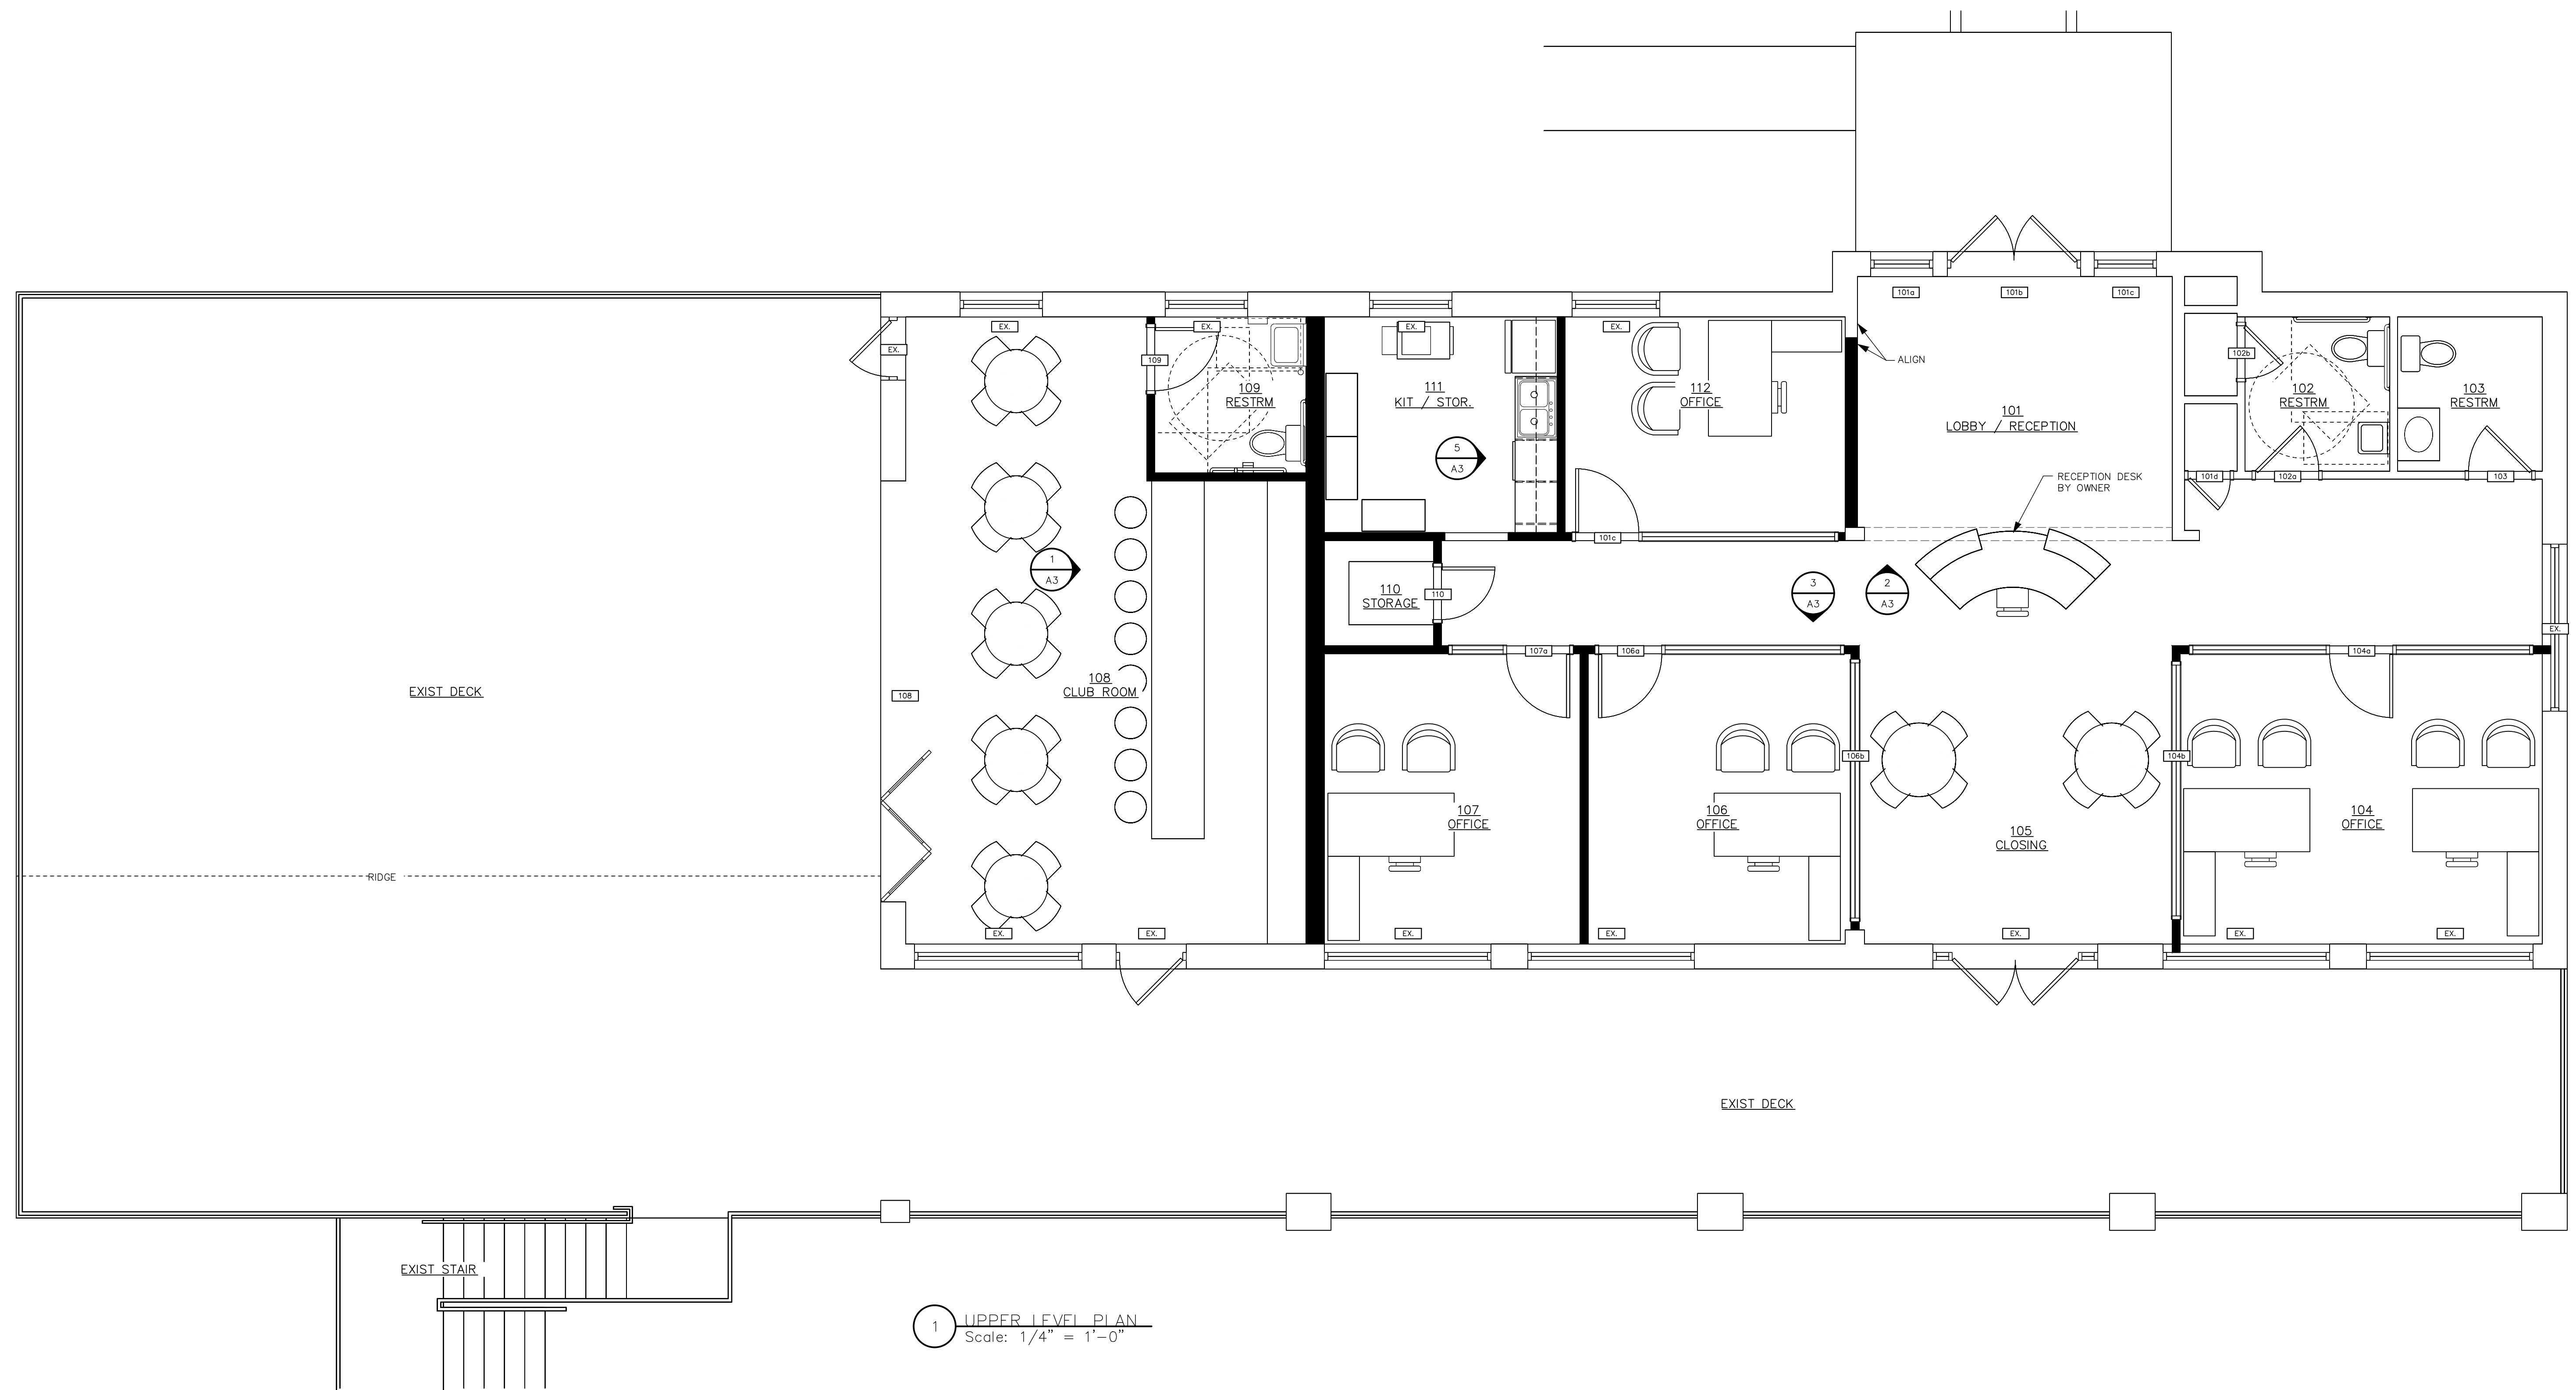 101a
101b
101c
EX.
EX.
EX.
EX.
EX.
109
102b
ALIGN
109
RESTRM
111
KIT / STOR.
112
OFFICE
102
RESTRM
103
RESTRM
101
LOBBY / RECEPTION
5
A3
RECEPTION DESK
BY OWNER
101d
102a
103
101c
1
A3
110
STORAGE
110
3
A3
2
A3
EX.
107a
106a
104a
EXIST DECK
108
108
CLUB ROOM
106b
104b
107
OFFICE
106
OFFICE
105
CLOSING
104
OFFICE
RIDGE
EX.
EX.
EX.
EX.
EX.
EX.
EX.
EXIST DECK
EXIST STAIR
1
UPPER LEVEL PLAN
Scale: 1/4" = 1'-0"